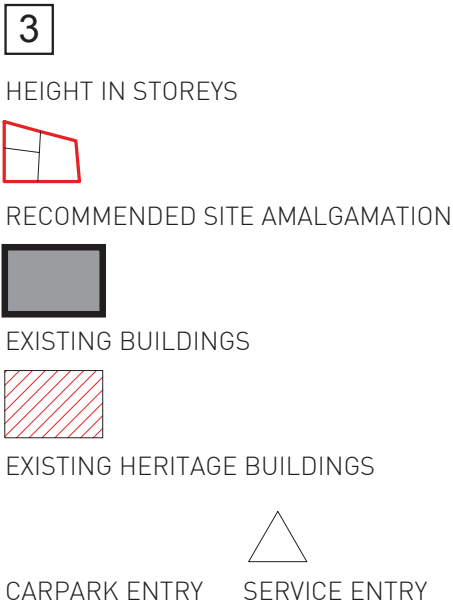 3
HEIGHT IN STOREYS
RECOMMENDED SITE AMALGAMATION
EXISTING BUILDINGS
EXISTING HERITAGE BUILDINGS
CARPARK ENTRY SERVICE ENTRY